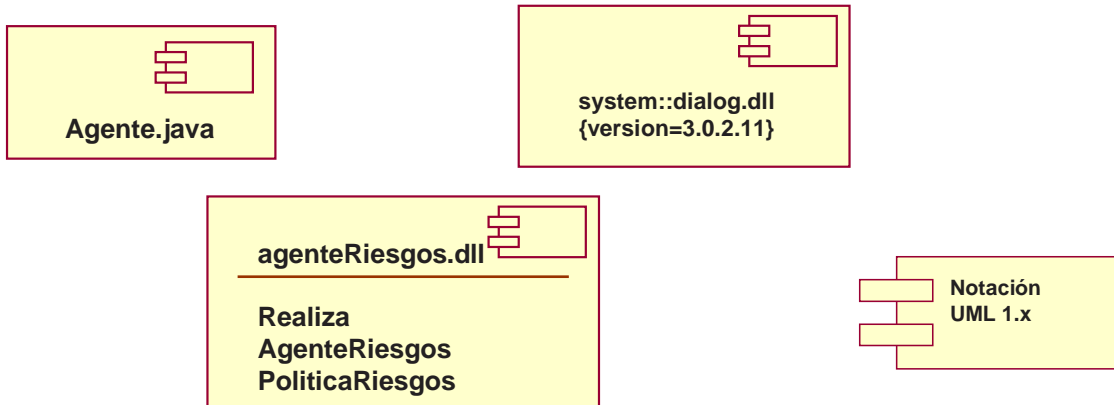 Agente.java
system::dialog.dll
{version=3.0.2.11}
agenteRiesgos.dll
Realiza
AgenteRiesgos
PoliticaRiesgos
Notación
UML 1.x